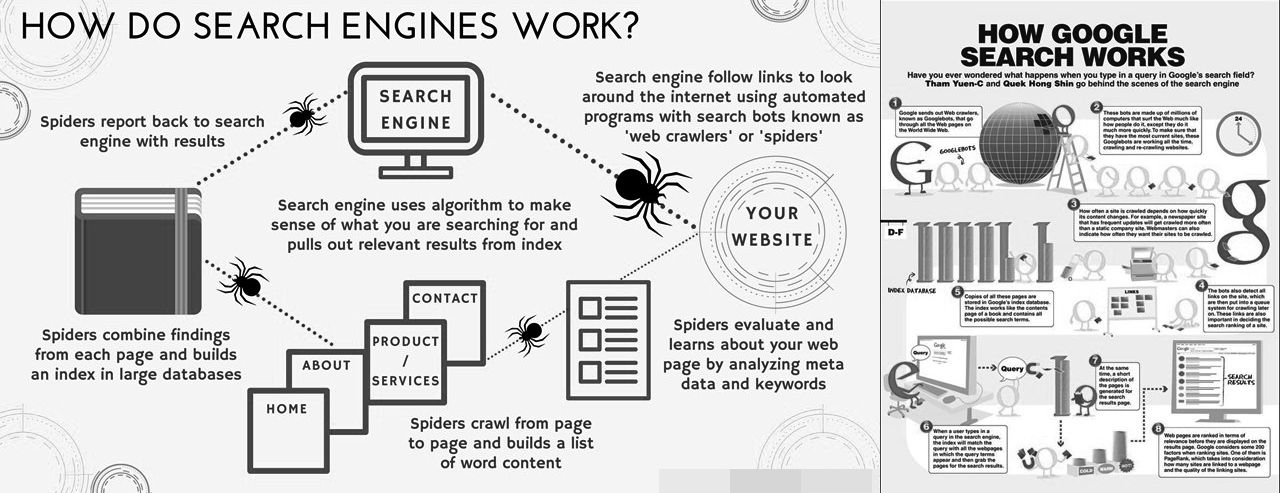 HOW DO SEARCH ENGINES WORK?
SEARCH
ENGINE
Search engine follow links to look
around the internet using automated
programs with search bots known as
'web crawlers' or 'spiders'
Spiders report back to search
engine with results
Search engine uses algorithm to make
sense of what you are searching for and
pulls out relevant results from index
YOUR
WEBSITE
Spiders combine findings
from each page and builds
an index in large databases
CONTACT
PRODUCT
/
SERVICES
ABOUT
HOME
Spiders evaluate and
learns about your web
page by analyzing meta
data and keywords
Spiders crawl from page
to page and builds a list
of word content
HOW GOOGLE
SEARCH WORKS
Have you ever wondered what happens when you type in a query in Google's search field?
Tham Yuen-C and Quek Hong Shin go behind the scenes of the search engine
1
Google sends out Web crawlers,
known as Googlebots, that go
through all the Web pages on
the World Wide Web.
GOOGLEBOTS
2
These bots are made up of millions of
computers that surf the Web much like
how people do it, except they do it
much more quickly. To make sure that
they have the most current sites, these
Googlebots are working all the time,
crawling and re-crawling websites.
24
3
How often a site is crawled depends on how quickly
its content changes. For example, a newspaper site
that has frequent updates will get crawled more often
than a static company site. Webmasters can also
indicate how often they want their sites to be crawled.
D-F
INDEX DATABASE
4
The bots also detect all
links on the site, which
are then put into a queue
system for crawling later
on. These links are also
important in deciding the
search ranking of a site.
LINKS
5
Copies of all these pages are
stored in Google's index database.
The index works like the contents
page of a book and contains all
the possible search terms.
Query
Query
6
When a user types in a
query in the search engine,
the index will match the
query with all the webpages
in which the query terms
appear and then grab the
pages for the search results.
7
At the same
time, a short
description of
the pages is
generated for
the search
results page.
SEARCH
RESULTS
COLD
WARM
HOT!
8
Web pages are ranked in terms of
relevance before they are displayed on the
results page. Google considers some 200
factors when ranking sites. One of them is
PageRank, which takes into consideration
how many sites are linked to a webpage
and the quality of the linking sites.